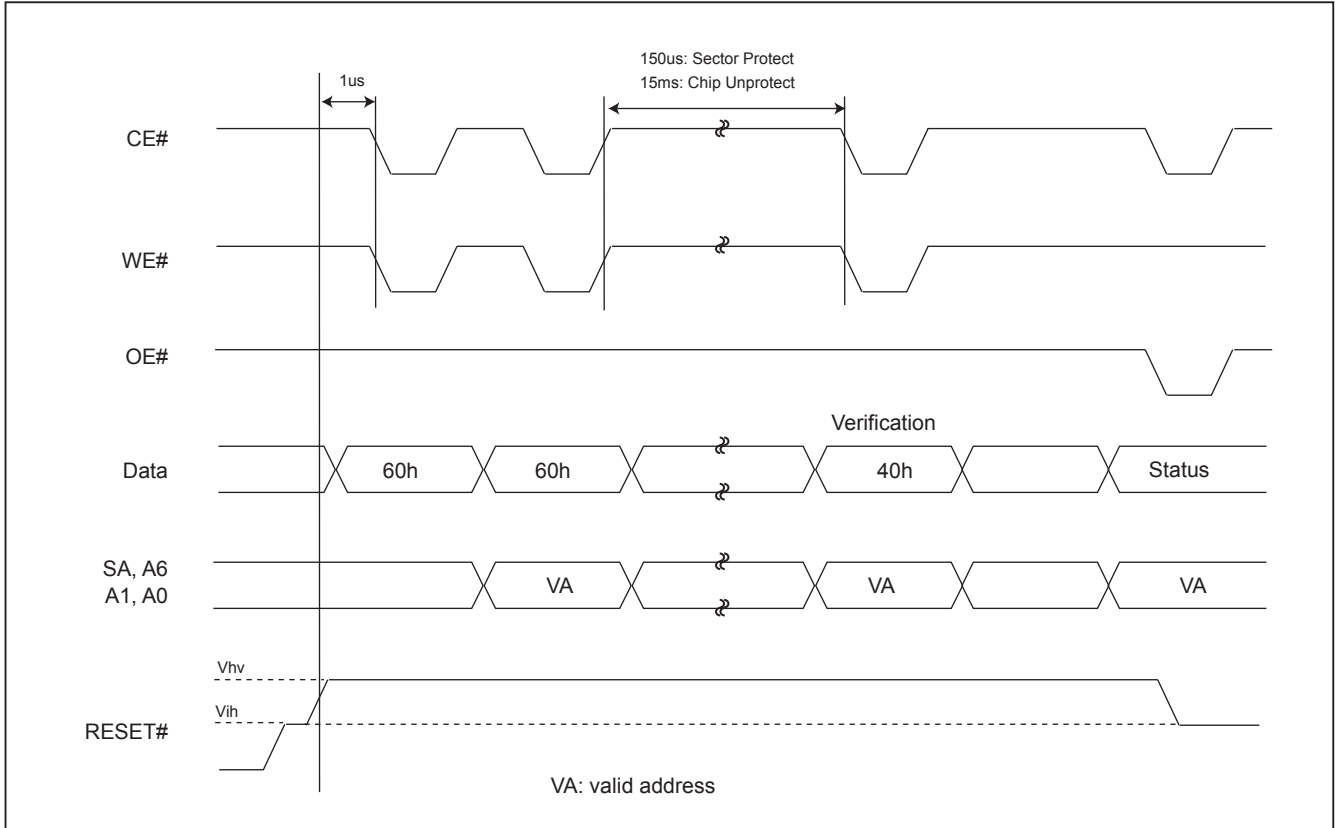 150us: Sector Protect
15ms: Chip Unprotect
1us
CE#
WE#
OE#
Verification
Data 60h 60h 40h Status
SA, A6
A1, A0
VA VA VA
Vhv
Vih
RESET#
VA: valid address